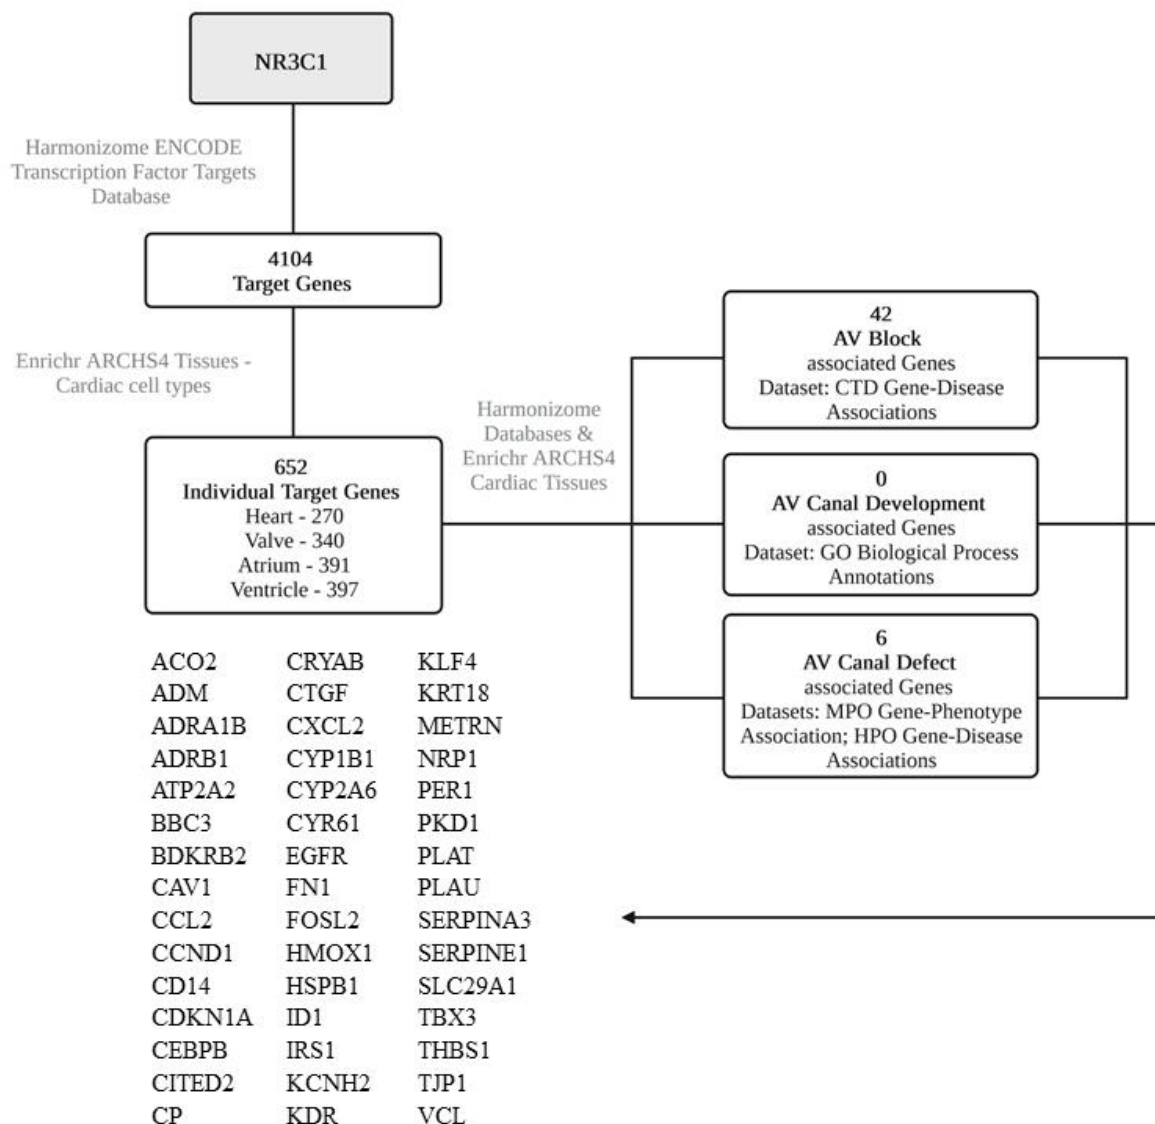 NR3C1
Harmonizome ENCODE
Transcription Factor Targets
Database
4104
Target Genes
Enrichr ARCHS4 Tissues -
Cardiac cell types
652
Individual Target Genes
Heart - 270
Valve - 340
Atrium - 391
Ventricle - 397
Harmonizome
Databases &
Enrichr ARCHS4
Cardiac Tissues
42
AV Block
associated Genes
Dataset: CTD Gene-Disease
Associations
0
AV Canal Development
associated Genes
Dataset: GO Biological Process
Annotations
6
AV Canal Defect
associated Genes
Datasets: MPO Gene-Phenotype
Association; HPO Gene-Disease
Associations
ACO2 CRYAB KLF4
ADM CTGF KRT18
ADRA1B CXCL2 METRN
ADRB1 CYP1B1 NRP1
ATP2A2 CYP2A6 PER1
BBC3 CYR61 PKD1
BDKRB2 EGFR PLAT
CAV1 FN1 PLAU
CCL2 FOSL2 SERPINA3
CCND1 HMOX1 SERPINE1
CD14 HSPB1 SLC29A1
CDKN1A ID1 TBX3
CEBPB IRS1 THBS1
CITED2 KCNH2 TJP1
CP KDR VCL